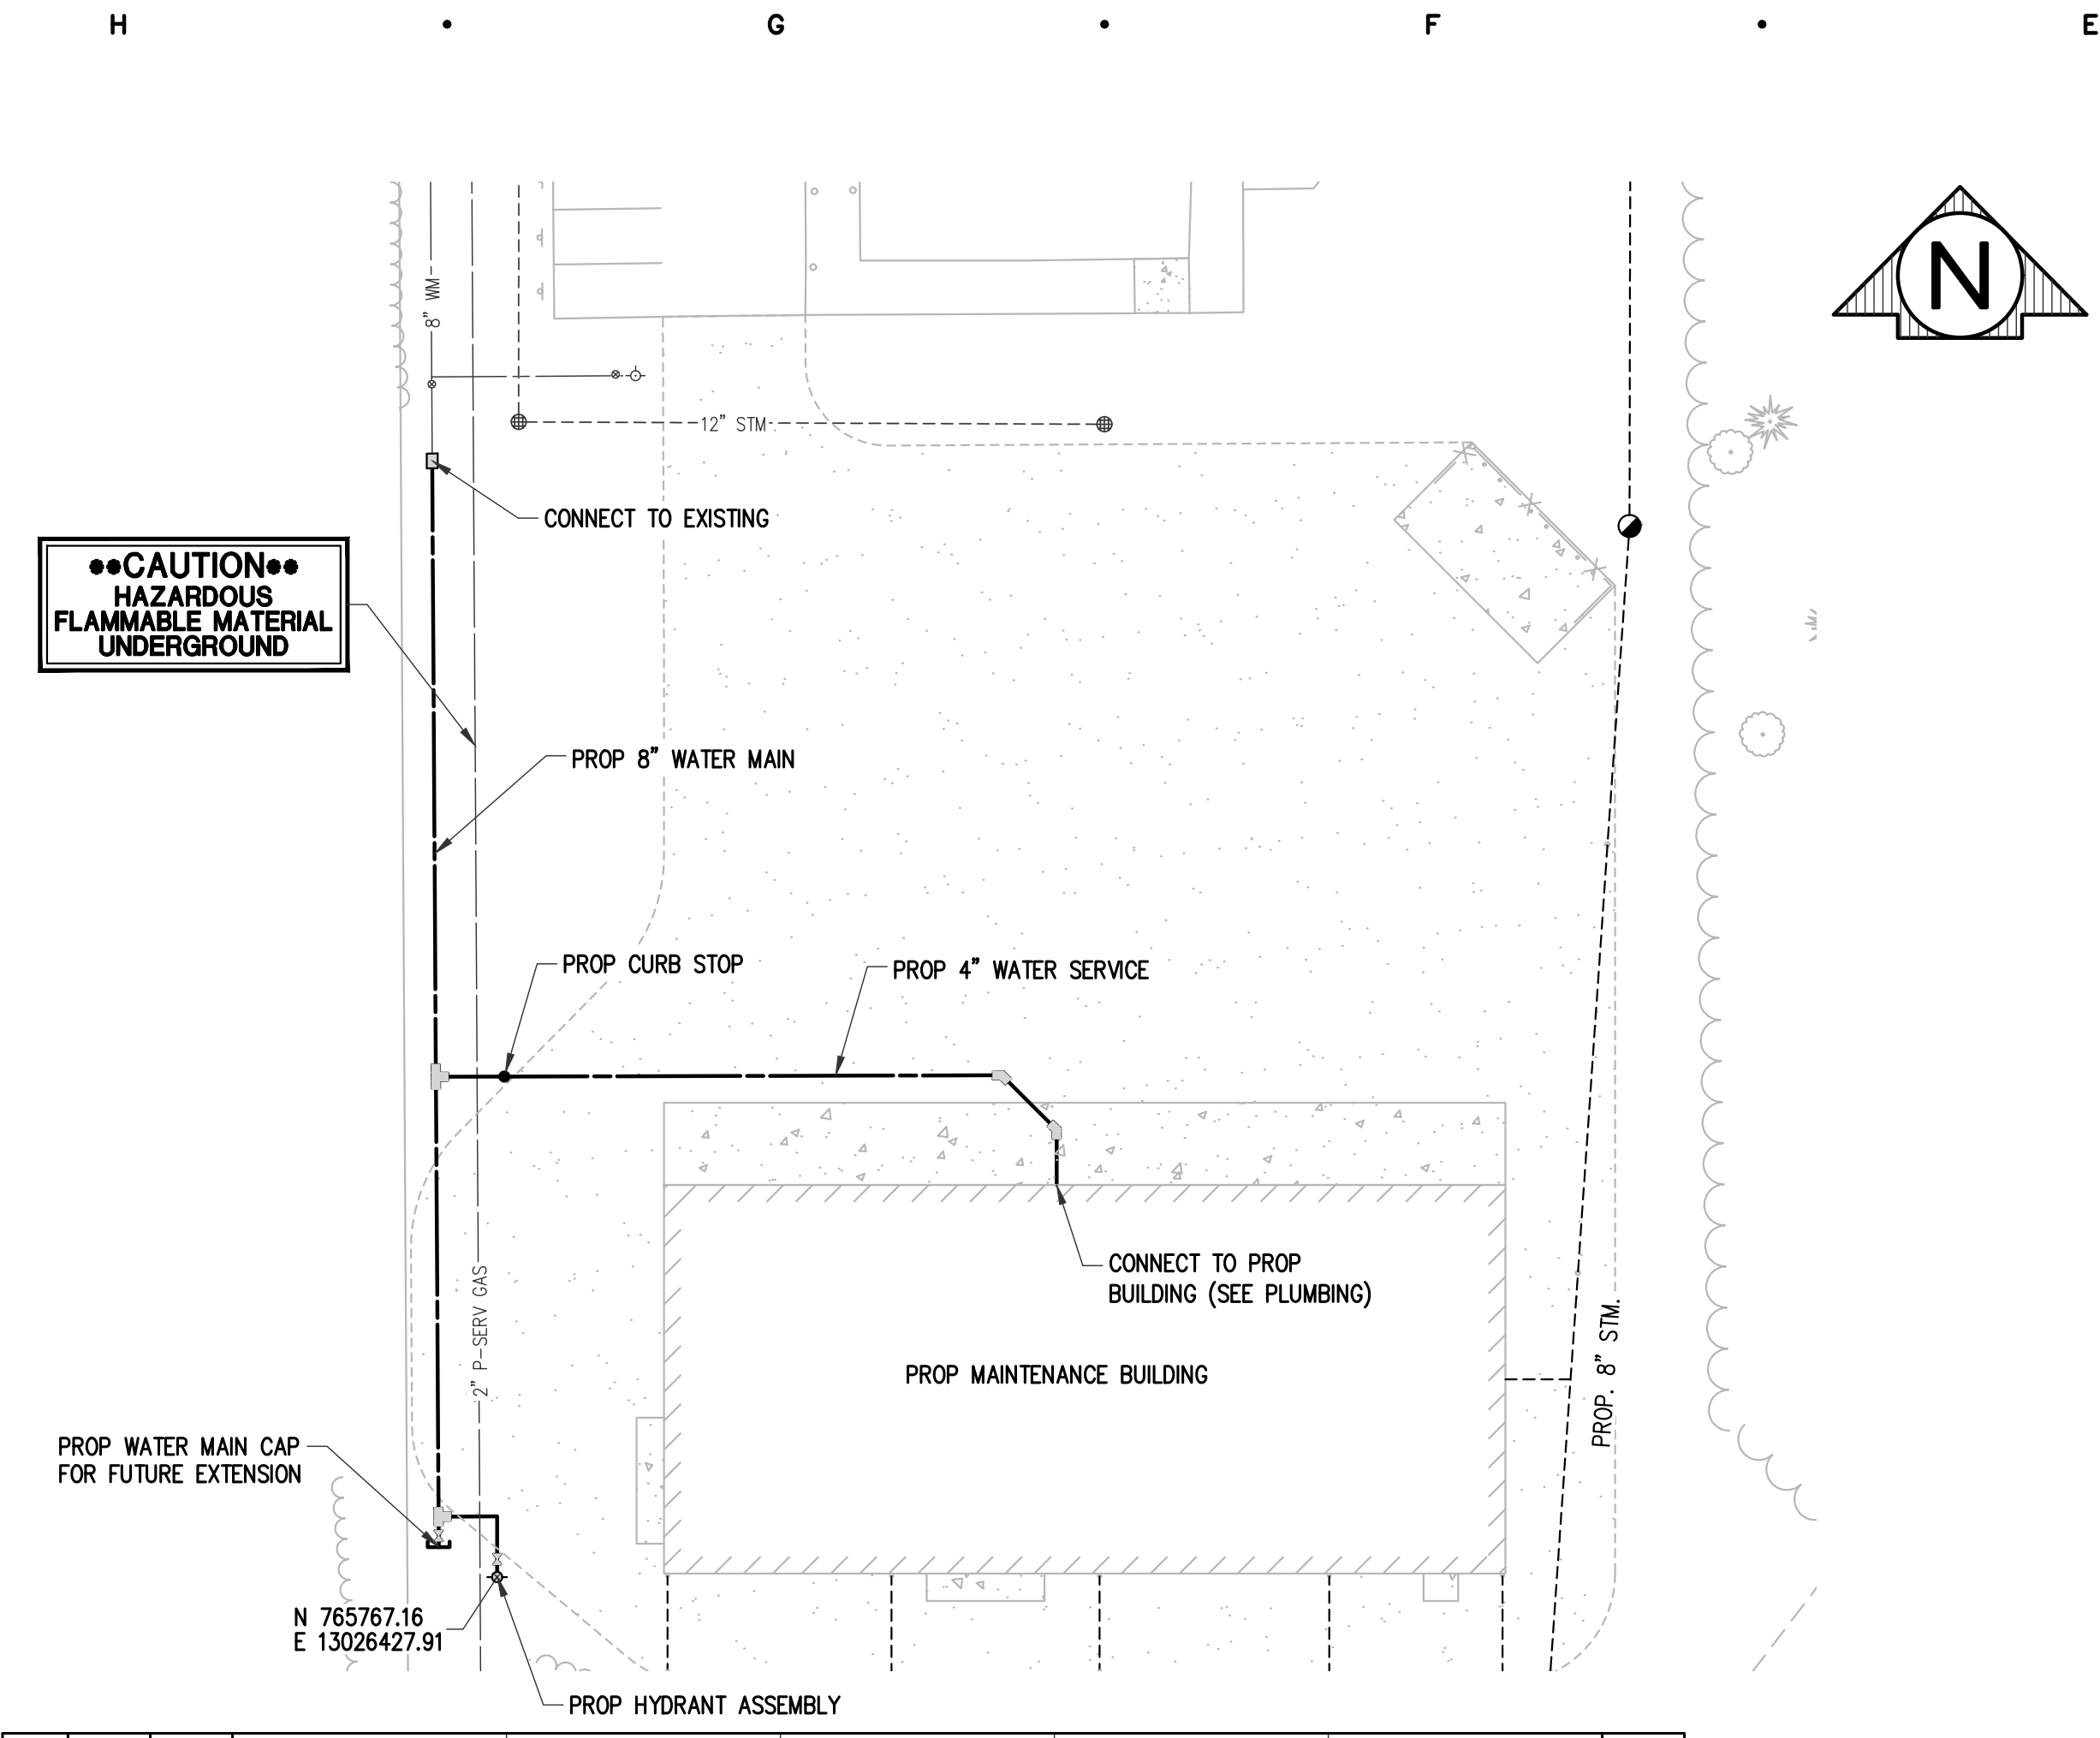 H G F E
N
8" WM
12" STM
CONNECT TO EXISTING
**CAUTION**
HAZARDOUS
FLAMMABLE MATERIAL
UNDERGROUND
PROP 8" WATER MAIN
PROP CURB STOP
PROP 4" WATER SERVICE
CONNECT TO PROP
BUILDING (SEE PLUMBING)
2" P-SERV GAS
PROP. 8" STM.
PROP MAINTENANCE BUILDING
PROP WATER MAIN CAP
FOR FUTURE EXTENSION
N 765767.16
E 13026427.91
PROP HYDRANT ASSEMBLY